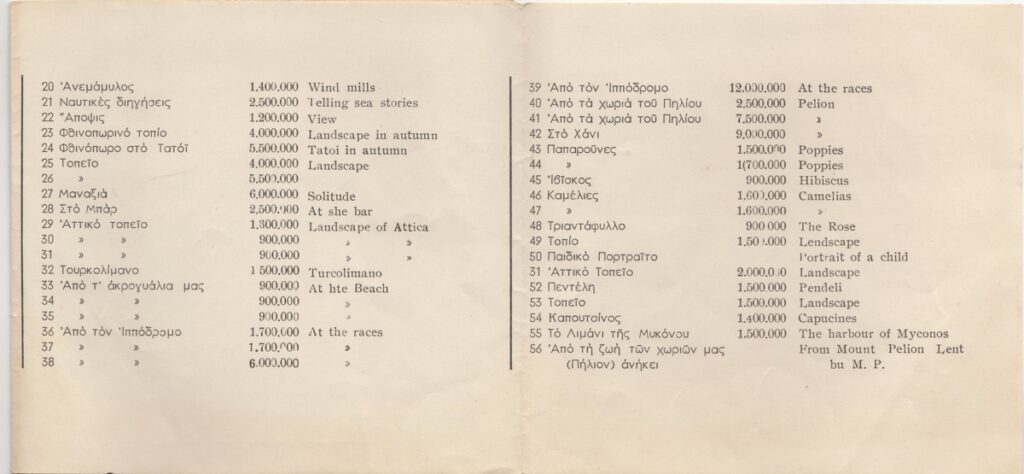 20 Ἀνεμάμυλος 1.400.000 Wind mills
21 Ναυτικὲς διηγήσεις 2.500.000 Telling sea stories
22 Ἄποψις 1.200.000 View
23 Φθινοπωρινό τοπίο 4.000.000 Landscape in autumn
24 Φθινόπωρο στό Τατόϊ 5.500.000 Tatoi in autumn
25 Τοπεῖο 4.000.000 Landscape
26 » 5.500.000
27 Μαναξιά 6.000.000 Solitude
28 Στὸ Μπὰρ 2.500.000 At she bar
29 Ἀττικὸ τοπεῖο 1.300.000 Landscape of Attica
30 » » 900.000 » »
31 » » 900.000 » »
32 Τουρκολίμανο 1 500.000 Turcolimano
33 Ἀπό τ' ἀκρογυάλια μας 900.000 At hte Beach
34 » » 900.000 »
35 » » 900.000 »
36 Ἀπὸ τὸν Ἱππόδρομο 1.700.000 At the races
37 » » 1.700.000 »
38 » » 6.000.000 »
39 Ἀπὸ τὸν Ἱππόδρομο 12.000.000 At the races
40 Ἀπὸ τὰ χωριὰ τοῦ Πηλίου 2.500.000 Pelion
41 Ἀπὸ τὰ χωριὰ τοῦ Πηλίου 7.500.000 »
42 Στὸ Χάνι 9.000.000 »
43 Παπαροῦνες 1.500.000 Poppies
44 » 1(700.000 Poppies
45 Ἰβῖσκος 900.000 Hibiscus
46 Καμέλιες 1.600.000 Camelias
47 » 1.600.000 »
48 Τριαντάφυλλο 900 000 The Rose
49 Τοπίο 1.500.000 Lendscape
50 Παιδικὸ Πορτραῖτο Portrait of a child
31 Ἀττικὸ Τοπεῖο 2.000.000 Landscape
52 Πεντέλη 1.500.000 Pendeli
53 Τοπεῖο 1.500.000 Landscape
54 Καπουτσίνος 1.400.000 Capucines
55 Τὸ Λιμάνι τῆς Μυκόνου 1.500.000 The harbour of Myconos
56 Ἀπὸ τὴ ζωὴ τῶν χωριῶν μας From Mount Pelion Lent
(Πήλιον) ἀνήκει bu M. P.